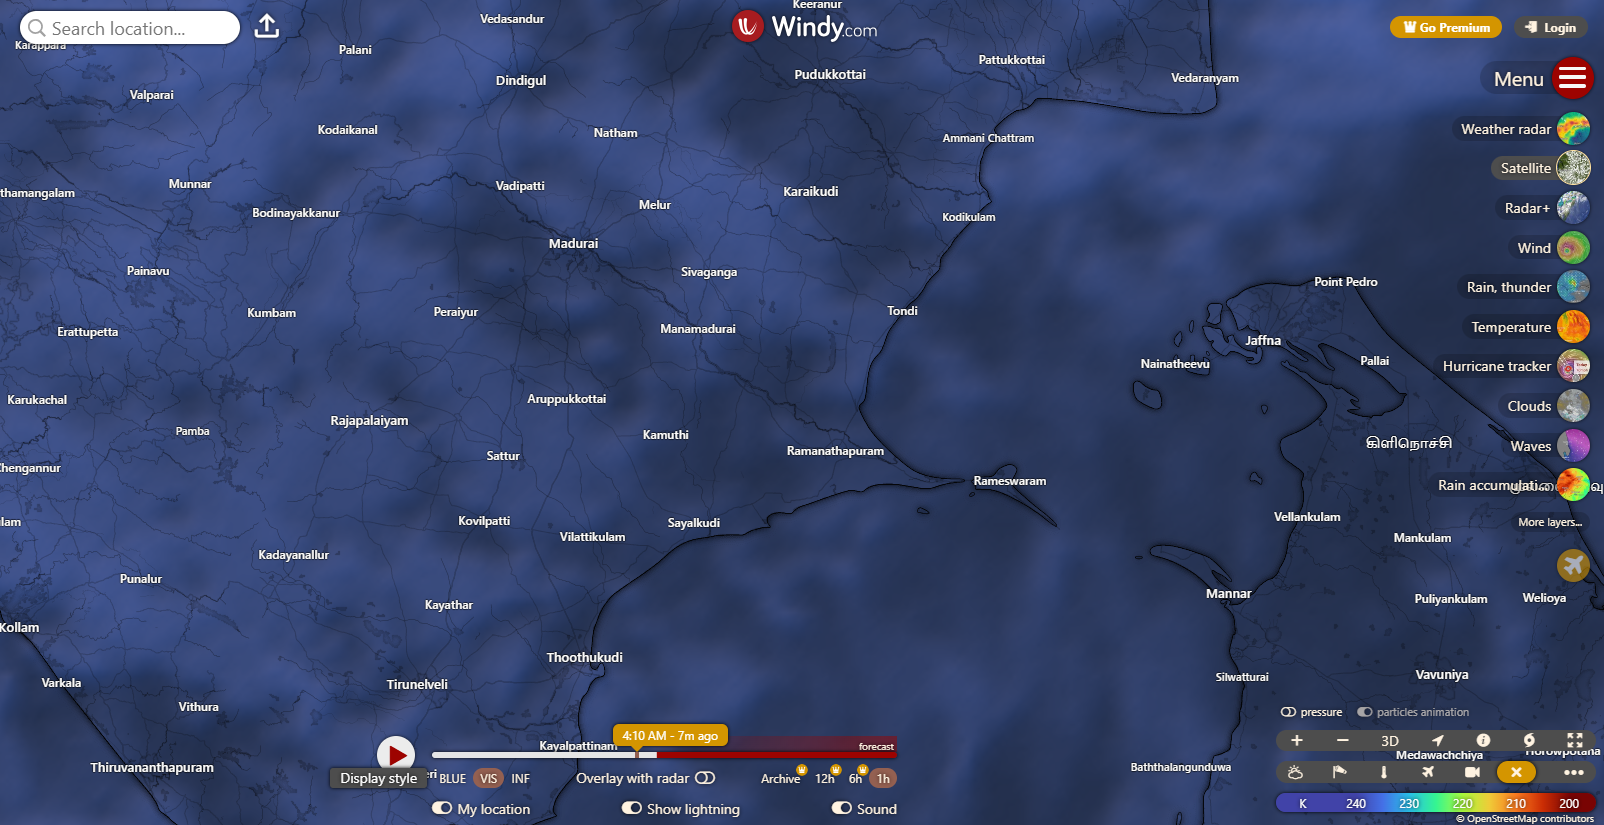 Search location...
Windy.com
Go Premium
Login
Menu
Weather radar
Satellite
Radar+
Wind
Rain, thunder
Temperature
Hurricane tracker
Clouds
Waves
Rain accumulati...
More layers...
Keeranur
Vedasandur
Karappara
Palani
Pattukkottai
Dindigul
Pudukkottai
Vedaranyam
Valparai
Kodaikanal
Natham
Ammani Chattram
Munnar
Vadipatti
Karaikudi
thamangalam
Melur
Bodinayakkanur
Kodikulam
Madurai
Painavu
Sivaganga
Point Pedro
Kumbam
Peraiyur
Tondi
Erattupetta
Manamadurai
Jaffna
Nainatheevu
Pallai
Karukachal
Aruppukkottai
Rajapalaiyam
Pamba
Kamuthi
கிளிநொச்சி
Sattur
Ramanathapuram
Chengannur
Rameswaram
lam
Kovilpatti
Sayalkudi
Vellankulam
Vilattikulam
Mankulam
Kadayanallur
Punalur
Mannar
Puliyankulam
Welioya
Kayathar
Kollam
Thoothukudi
Silwatturai
Vavuniya
Varkala
Tirunelveli
Vithura
pressure
particles animation
4:10 AM - 7m ago
Kayalpattinam
forecast
3D
Medawachchiya
Horowpotana
Thiruvananthapuram
Baththalangunduwa
Display style
eri
BLUE
VIS
INF
Overlay with radar
Archive
12h
6h
1h
My location
Show lightning
Sound
K 240 230 220 210 200
© OpenStreetMap contributors